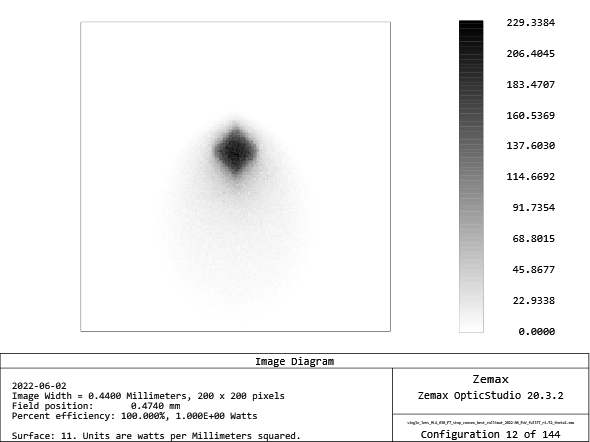 229.3384
206.4045
183.4707
160.5369
137.6030
114.6692
91.7354
68.8015
45.8677
22.9338
0.0000
Image Diagram
2022-06-02
Image Width = 0.4400 Millimeters, 200 x 200 pixels
Field position: 0.4740 mm
Percent efficiency: 100.000%, 1.000E+00 Watts
Surface: 11. Units are watts per Millimeters squared.
Zemax
Zemax OpticStudio 20.3.2
Configuration 12 of 144